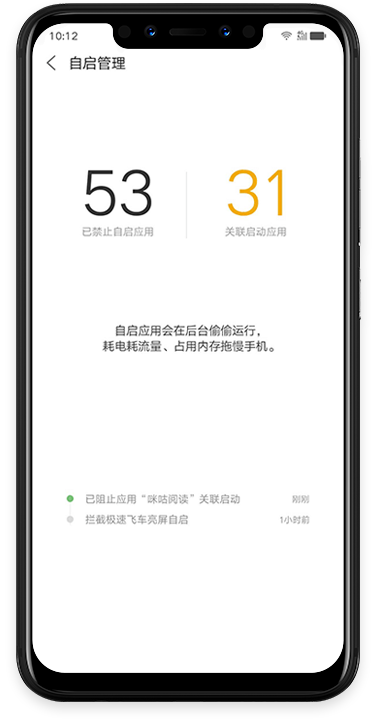 10:12
自启管理
53
31
已禁止自启应用
关联启动应用
自启应用会在后台偷偷运行，
耗电耗流量、占用内存拖慢手机。
已阻止应用“咪咕阅读”关联启动
刚刚
拦截极速飞车亮屏自启
1小时前